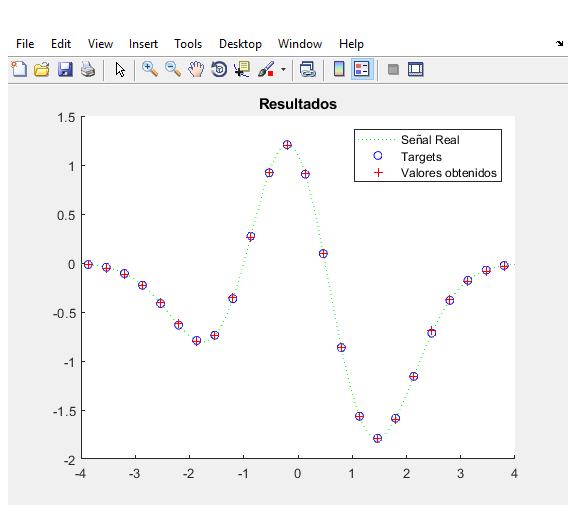 File Edit View Insert Tools Desktop Window Help
Resultados
1.5
1
0.5
0
-0.5
-1
-1.5
-2
-4 -3 -2 -1 0 1 2 3 4
Señal Real
Targets
Valores obtenidos